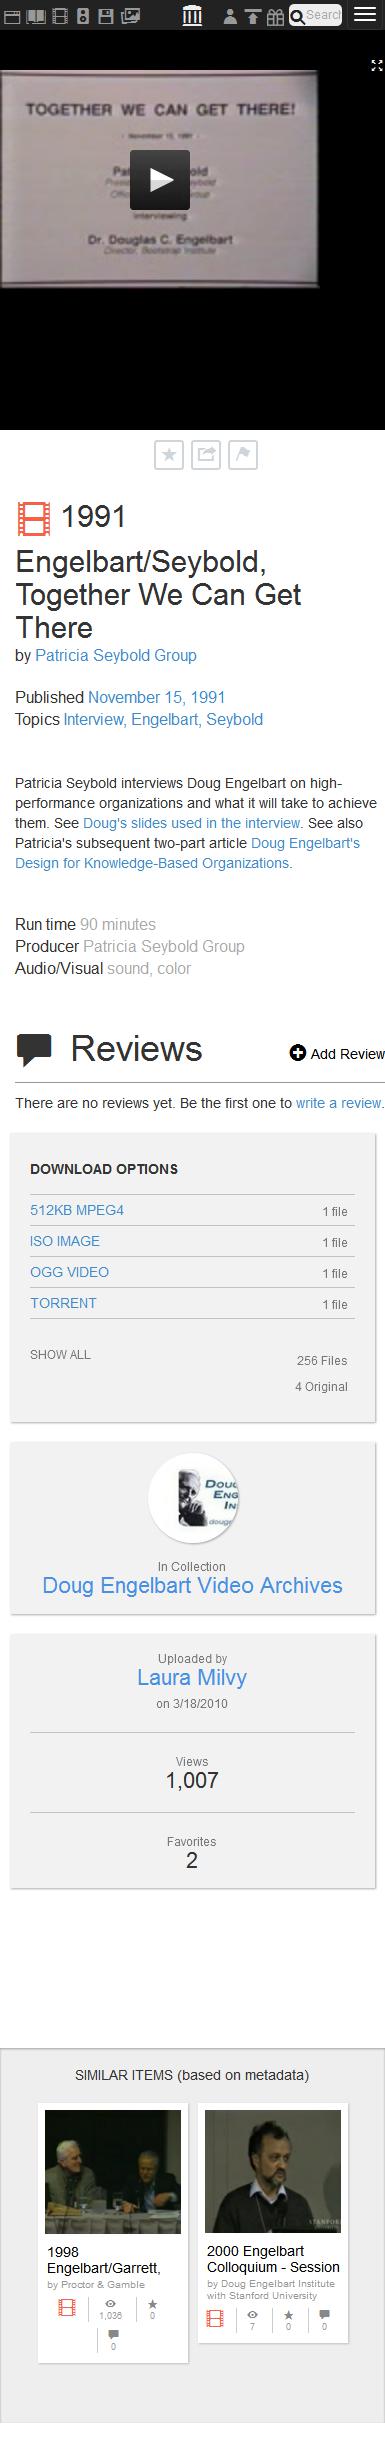 Search
TOGETHER WE CAN GET THERE!
November 15, 1991
Interviewing
Dr. Douglas C. Engelbart
Director, Bootstrap Institute
1991
Engelbart/Seybold,
Together We Can Get
There
by Patricia Seybold Group
Published November 15, 1991
Topics Interview, Engelbart, Seybold
Patricia Seybold interviews Doug Engelbart on high-
performance organizations and what it will take to achieve
them. See Doug's slides used in the interview. See also
Patricia's subsequent two-part article Doug Engelbart's
Design for Knowledge-Based Organizations.
Run time 90 minutes
Producer Patricia Seybold Group
Audio/Visual sound, color
Reviews
Add Review
There are no reviews yet. Be the first one to write a review.
DOWNLOAD OPTIONS
512KB MPEG4 1 file
ISO IMAGE 1 file
OGG VIDEO 1 file
TORRENT 1 file
SHOW ALL 256 Files
4 Original
DOUG
ENG
IN
doug
In Collection
Doug Engelbart Video Archives
Uploaded by
Laura Milvy
on 3/18/2010
Views
1,007
Favorites
2
SIMILAR ITEMS (based on metadata)
1998
Engelbart/Garrett,
by Proctor & Gamble
1,036 0
0
STANFORD
2000 Engelbart
Colloquium - Session
by Doug Engelbart Institute
with Stanford University
7 0 0